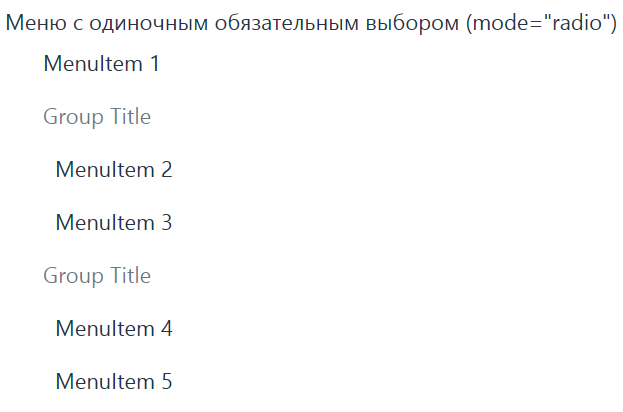 Меню с одиночным обязательным выбором (mode="radio")
MenuItem 1
Group Title
MenuItem 2
MenuItem 3
Group Title
MenuItem 4
MenuItem 5